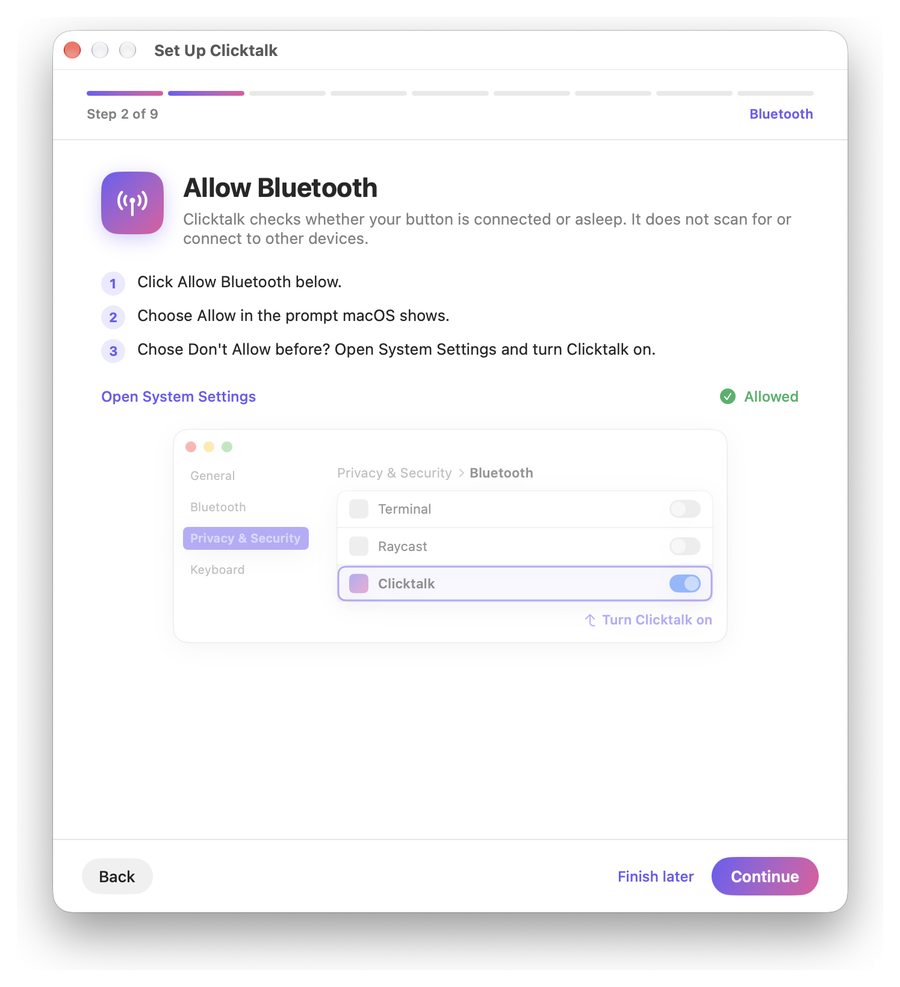 Set Up Clicktalk
Step 2 of 9
Bluetooth
Allow Bluetooth
Clicktalk checks whether your button is connected or asleep. It does not scan for or
connect to other devices.
1 Click Allow Bluetooth below.
2 Choose Allow in the prompt macOS shows.
3 Chose Don't Allow before? Open System Settings and turn Clicktalk on.
Open System Settings
Allowed
General
Bluetooth
Privacy & Security
Keyboard
Privacy & Security > Bluetooth
Terminal
Raycast
Clicktalk
Turn Clicktalk on
Back
Finish later
Continue